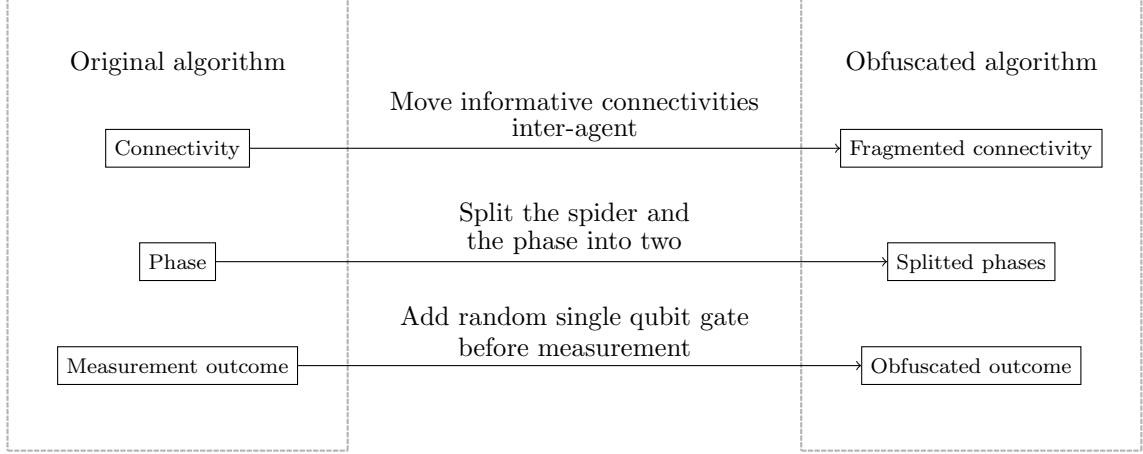 Original algorithm
Obfuscated algorithm
Move informative connectivities
inter-agent
Connectivity
Fragmented connectivity
Split the spider and
the phase into two
Phase
Splitted phases
Add random single qubit gate
before measurement
Measurement outcome
Obfuscated outcome